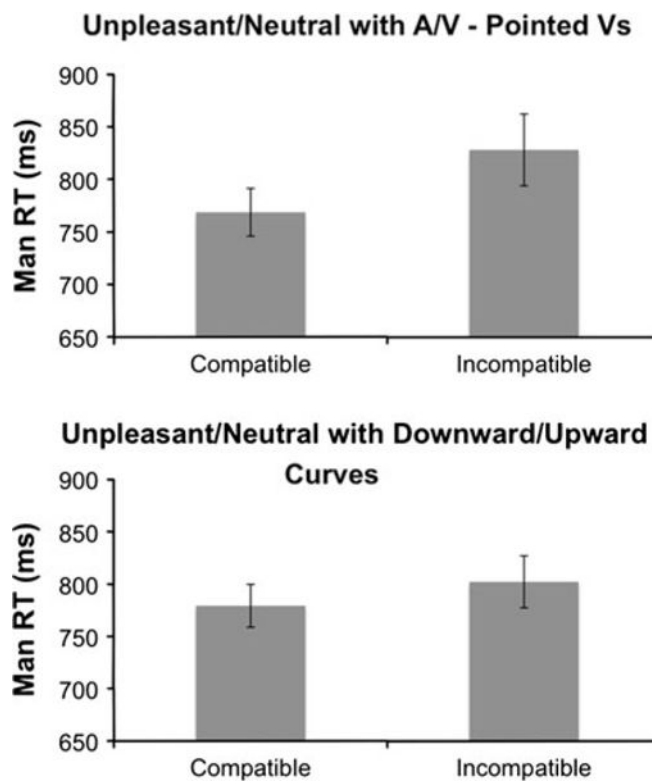 Unpleasant/Neutral with A/V - Pointed Vs
Man RT (ms)
900
850
800
750
700
650
Compatible Incompatible
Unpleasant/Neutral with Downward/Upward
Curves
Man RT (ms)
900
850
800
750
700
650
Compatible Incompatible